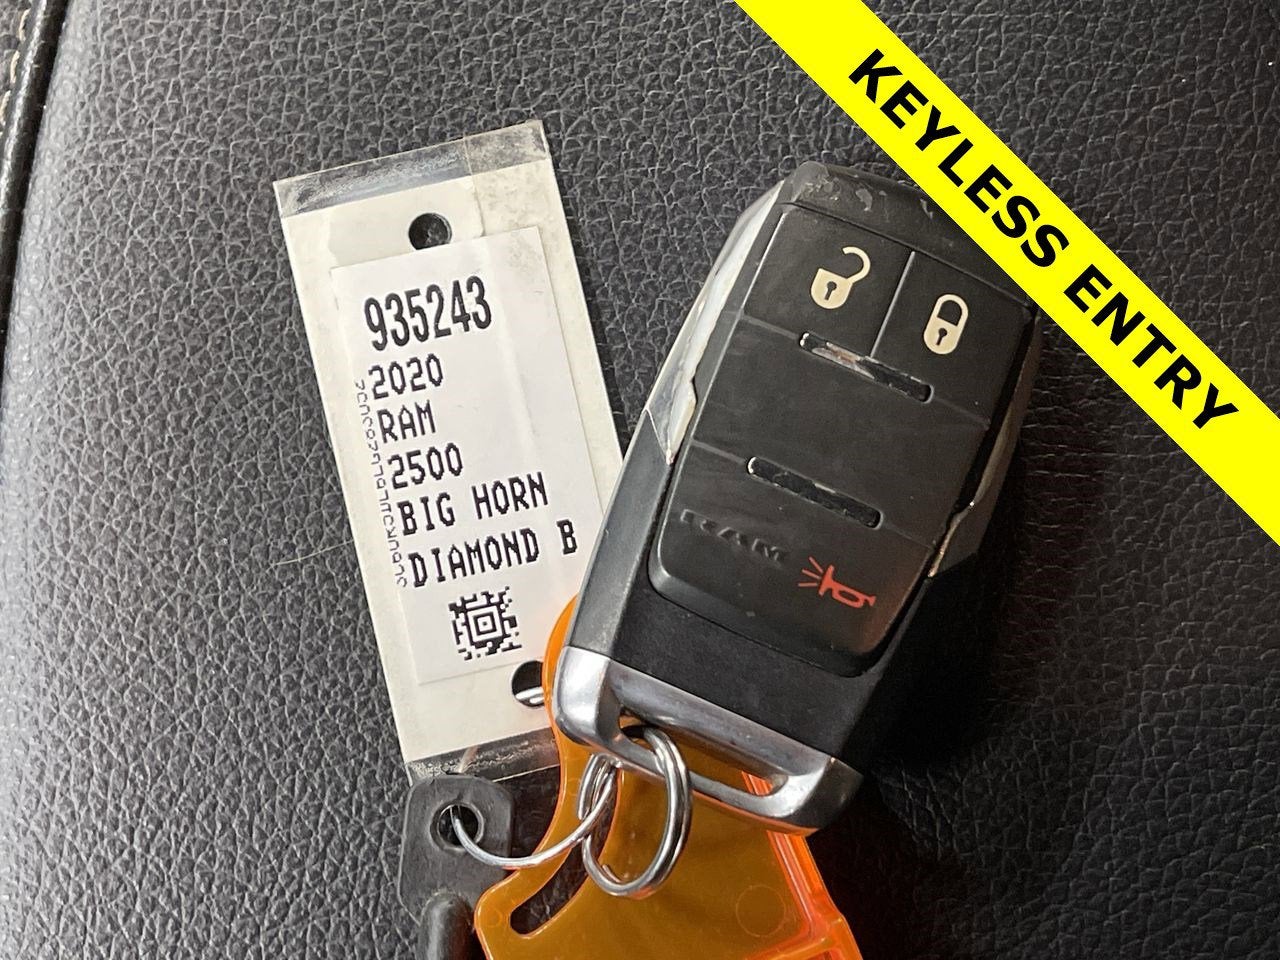 KEYLESS ENTRY
935243
2020
RAM
2500
BIG HORN
DIAMOND B
RAM